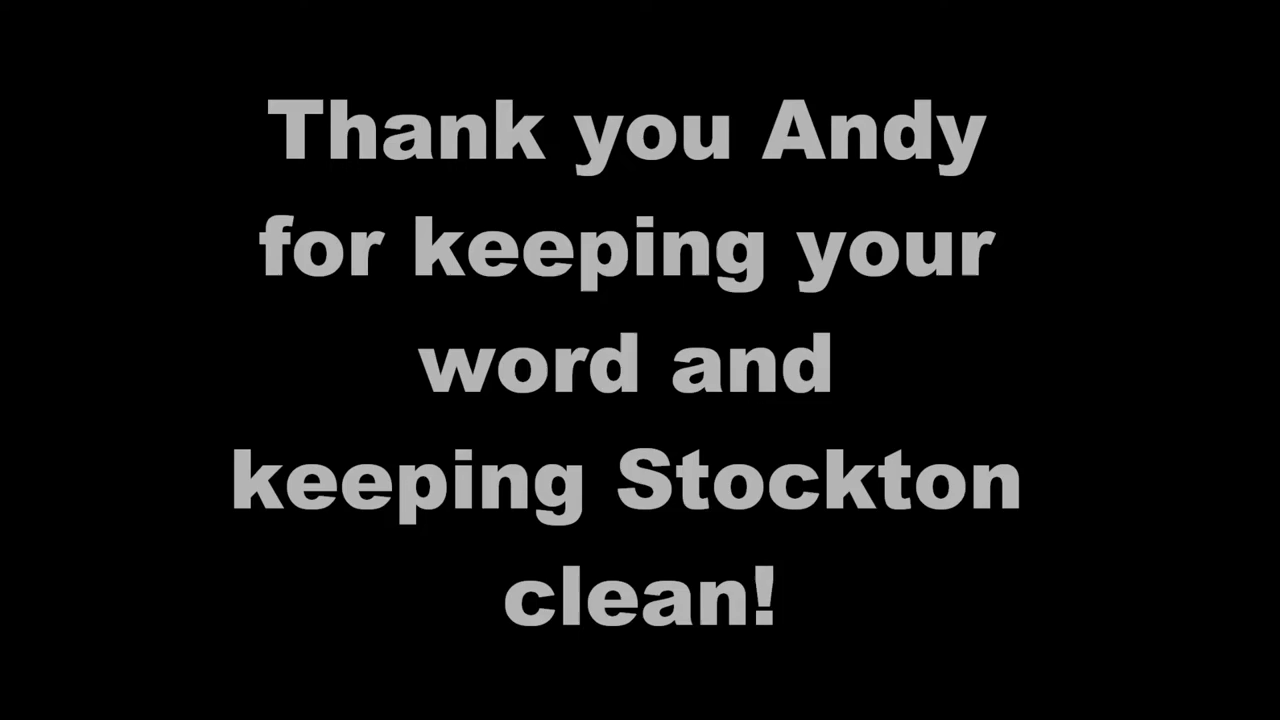 Thank you Andy
for keeping your
word and
keeping Stockton
clean!